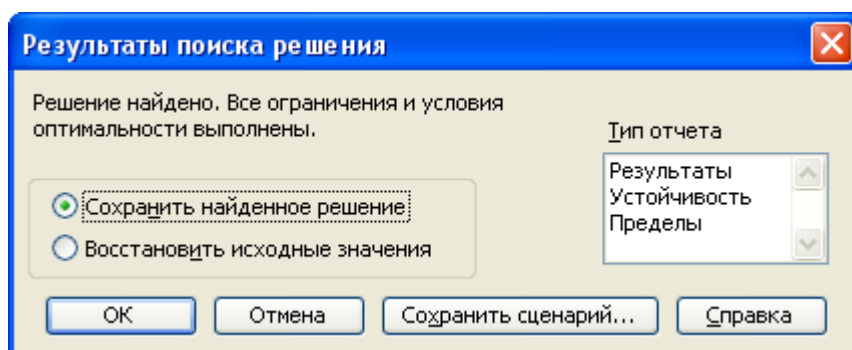 Результаты поиска решения
Решение найдено. Все ограничения и условия
оптимальности выполнены.
Тип отчета
Результаты
Устойчивость
Пределы
Сохранить найденное решение
Восстановить исходные значения
ОК
Отмена
Сохранить сценарий...
Справка